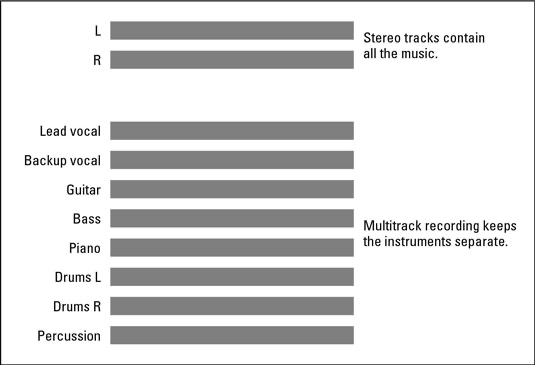 L
Stereo tracks contain
all the music.
R
Lead vocal
Backup vocal
Guitar
Bass
Multitrack recording keeps
the instruments separate.
Piano
Drums L
Drums R
Percussion